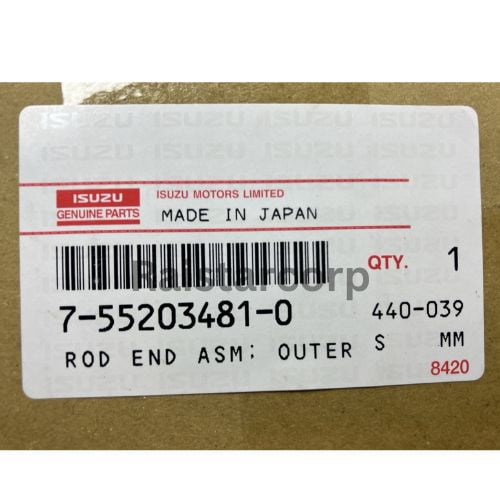 ISUZU
GENUINE PARTS
ISUZU MOTORS LIMITED
MADE IN JAPAN
QTY. 1
Raistarcorp
7-55203481-0
440-039
ROD END ASM; OUTER S MM
8420